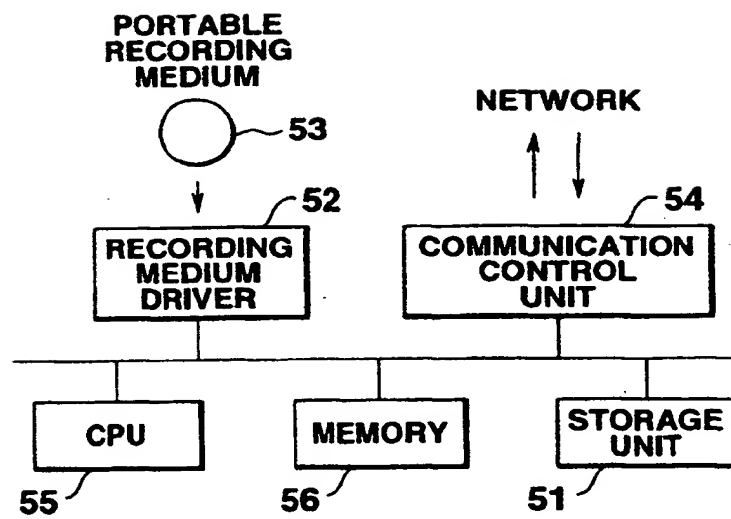 PORTABLE
RECORDING
MEDIUM
53
NETWORK
52
54
RECORDING
MEDIUM
DRIVER
COMMUNICATION
CONTROL
UNIT
CPU
MEMORY
STORAGE
UNIT
55
56
51